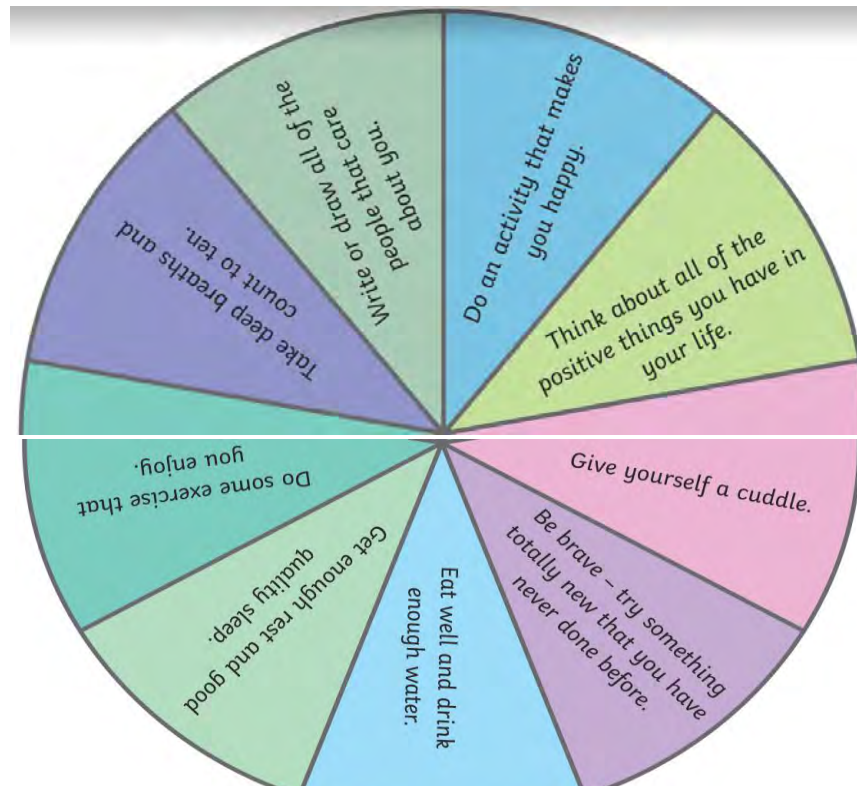 Do an activity that makes
you happy.
Think about all of the
positive things you have in
your life.
Give yourself a cuddle.
Be brave – try something
totally new that you have
never done before.
Eat well and drink
enough water.
Get enough rest and good
quality sleep.
Do some exercise that
you enjoy.
Take deep breaths and
count to ten.
Write or draw all of the
people that care
about you.